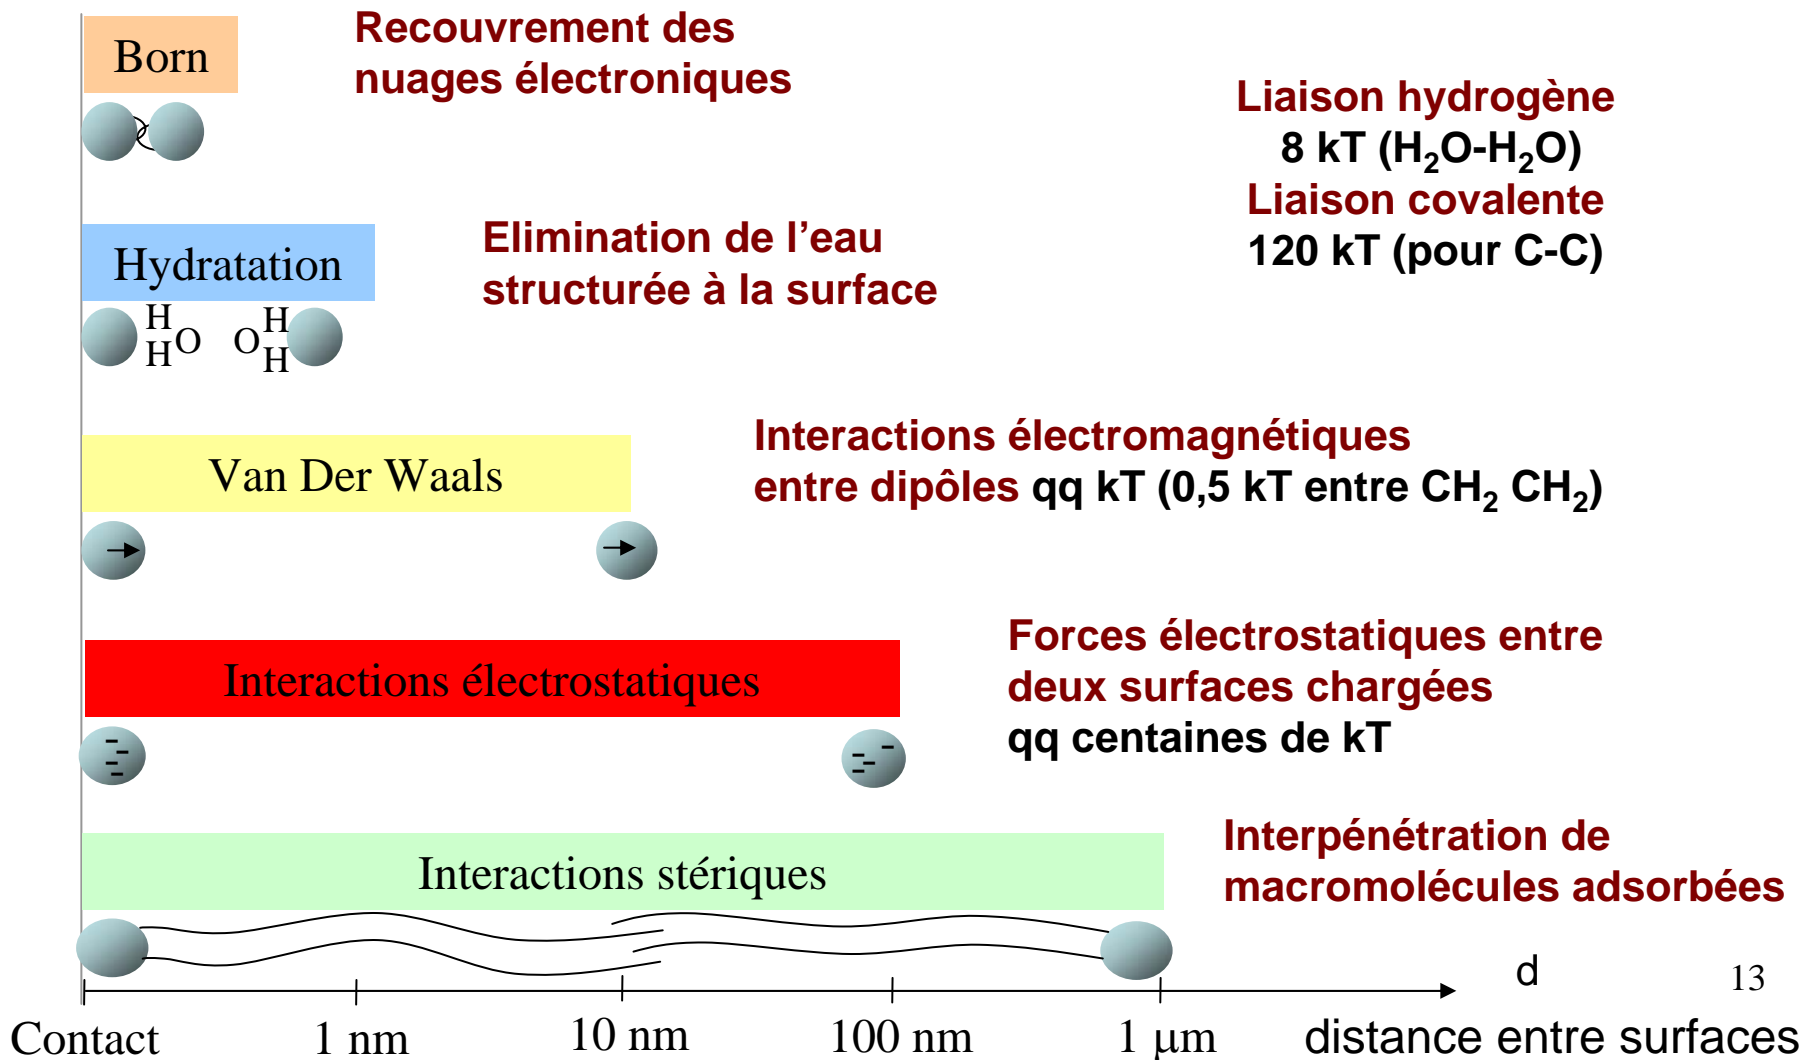 Born
Recouvrement des
nuages électroniques
Liaison hydrogène
8 kT (H₂O-H₂O)
Liaison covalente
120 kT (pour C-C)
Hydratation
Elimination de l’eau
structurée à la surface
H
H O O H
H
Van Der Waals
Interactions électromagnétiques
entre dipôles qq kT (0,5 kT entre CH₂ CH₂)
Interactions électrostatiques
Forces électrostatiques entre
deux surfaces chargées
qq centaines de kT
Interactions stériques
Interpénétration de
macromolécules adsorbées
d
13
Contact 1 nm 10 nm 100 nm 1 µm distance entre surfaces